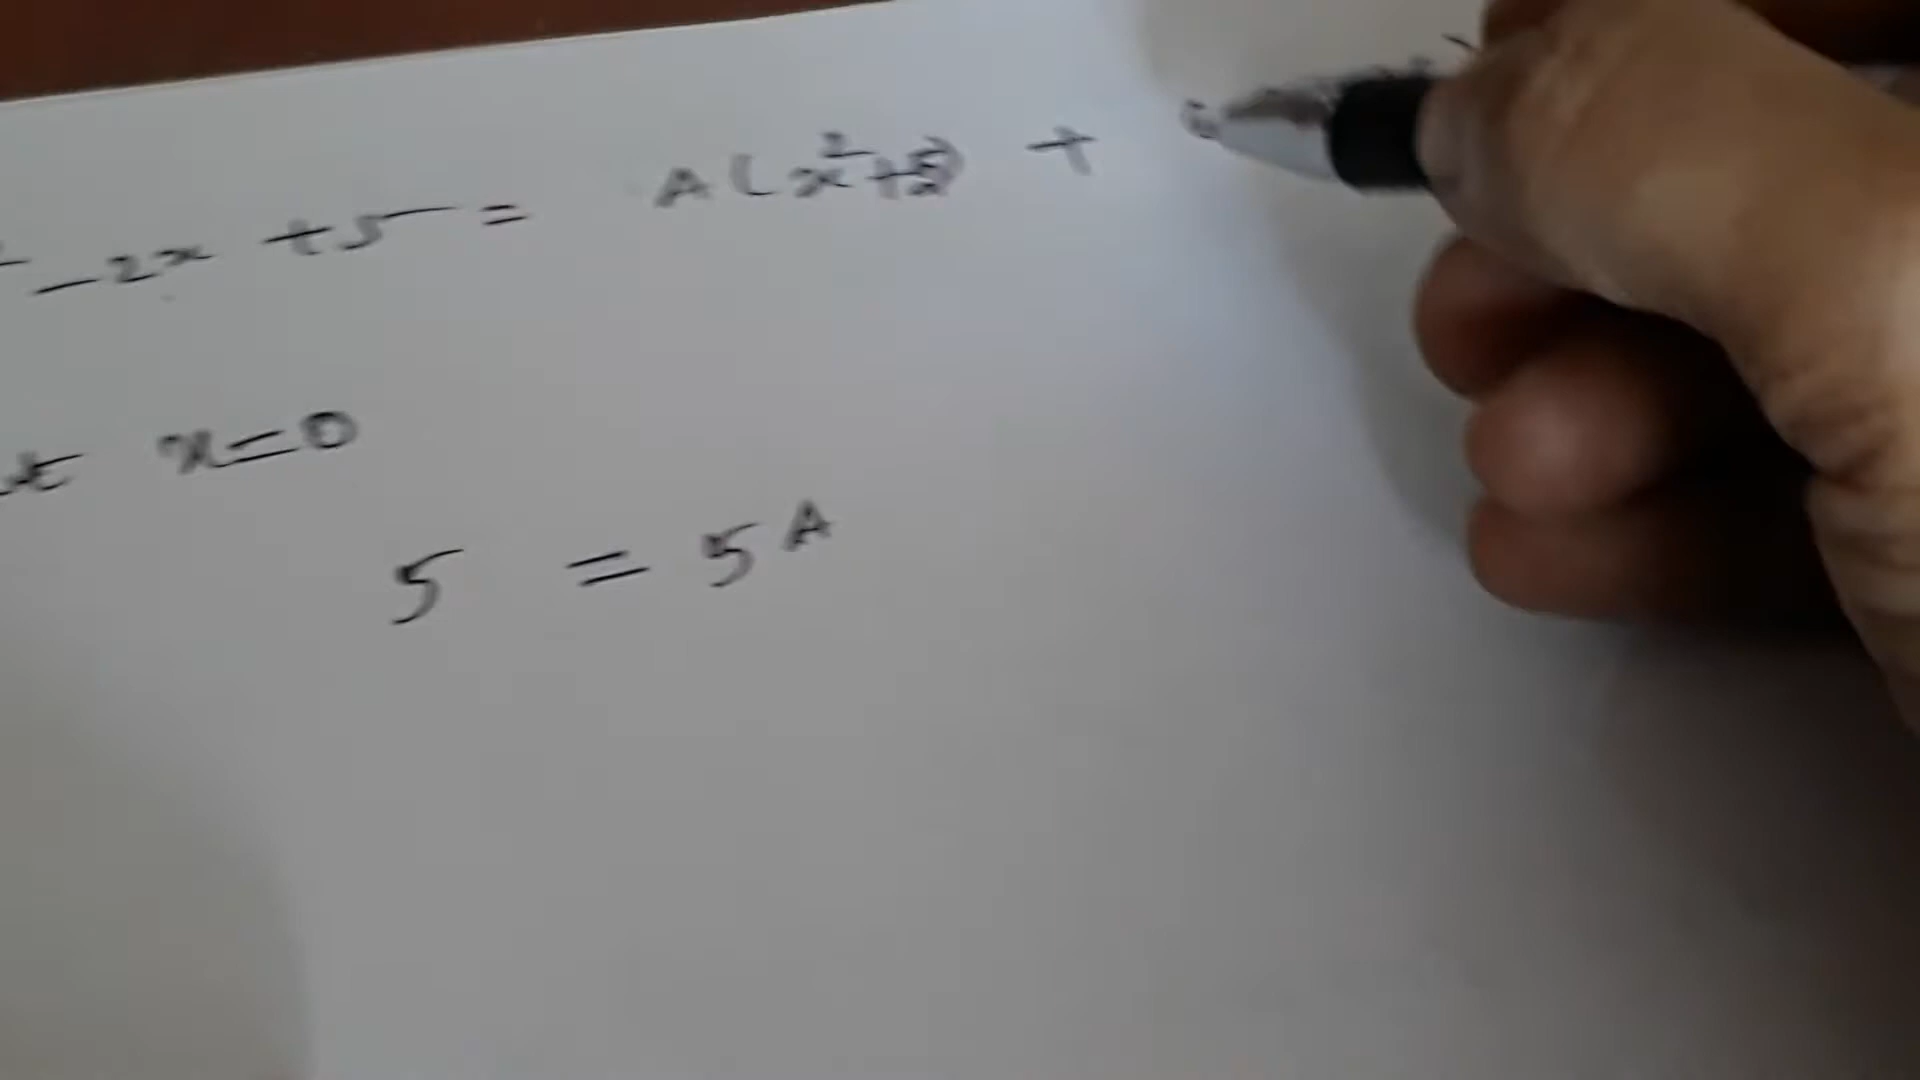 - 2x + 5 = A(x² + 5) +
x = 0
5 = 5A